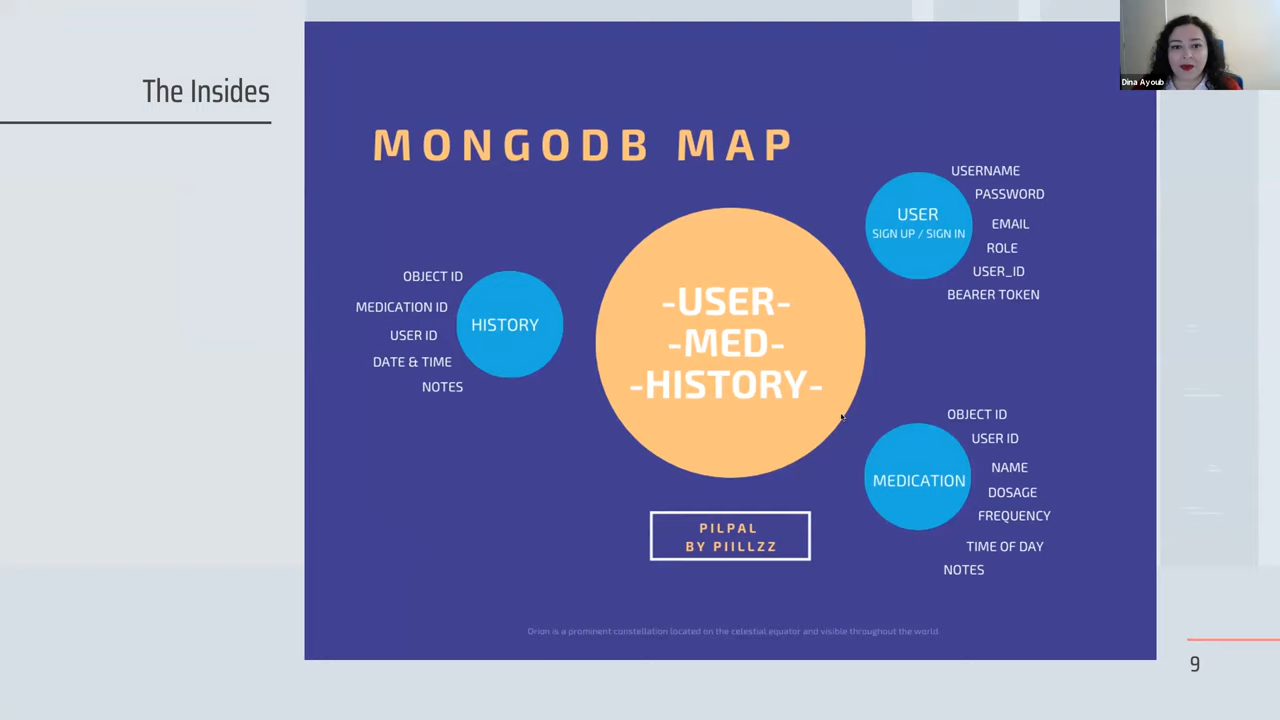 The Insides
Dina Ayoub
MONGODB MAP
USERNAME
PASSWORD
USER
SIGN UP / SIGN IN
EMAIL
ROLE
USER_ID
BEARER TOKEN
OBJECT ID
MEDICATION ID
USER ID
DATE & TIME
NOTES
HISTORY
-USER-
-MED-
-HISTORY-
OBJECT ID
USER ID
NAME
MEDICATION
DOSAGE
FREQUENCY
TIME OF DAY
NOTES
PILPAL
BY PIILLZZ
Orion is a prominent constellation located on the celestial equator and visible throughout the world.
9